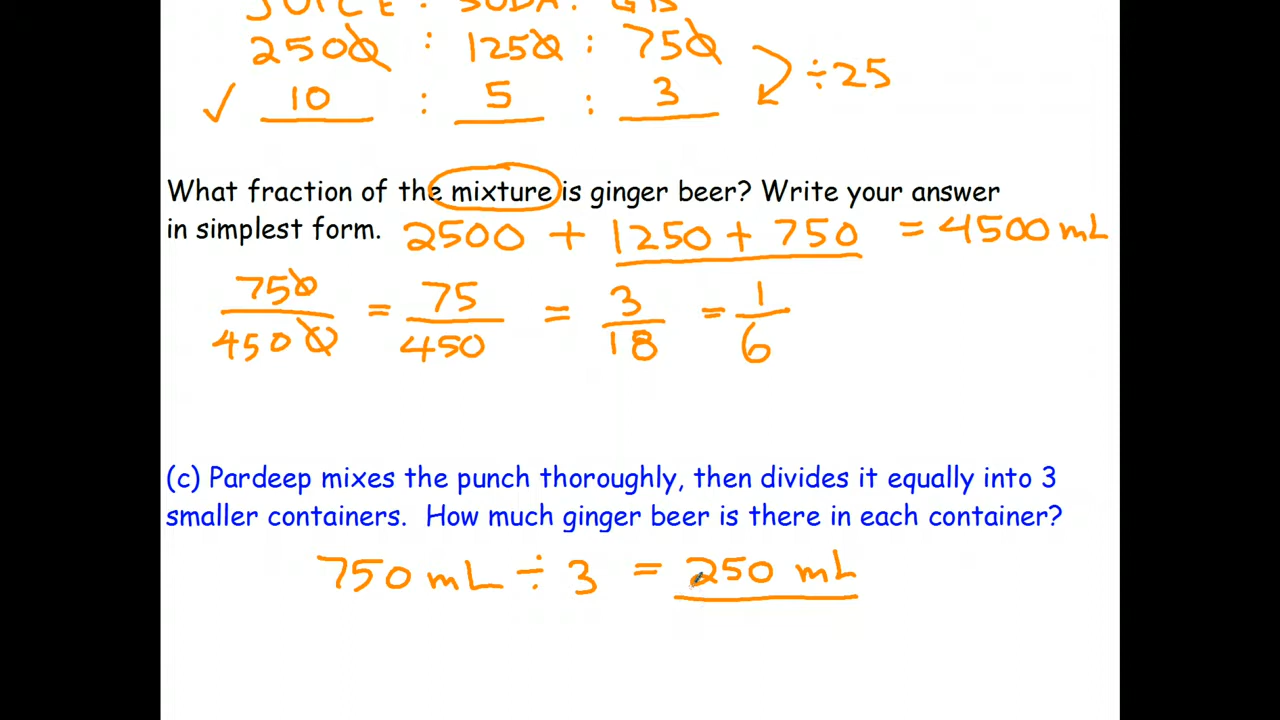 JUICE : SODA : GB
2500 : 1250 : 750 ÷25
✓ 10 : 5 : 3
What fraction of the mixture is ginger beer? Write your answer
in simplest form. 2500 + 1250 + 750 = 4500 mL
750/4500 = 75/450 = 3/18 = 1/6
(c) Pardeep mixes the punch thoroughly, then divides it equally into 3
smaller containers. How much ginger beer is there in each container?
750 mL ÷ 3 = 250 mL